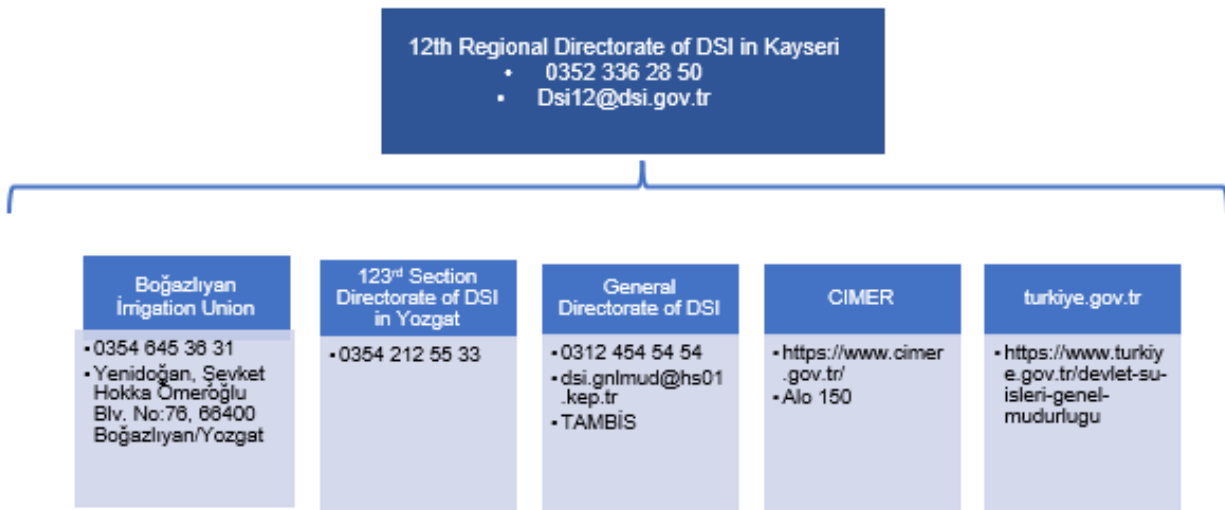 12th Regional Directorate of DSI in Kayseri
• 0352 336 28 50
• Dsi12@dsi.gov.tr
Boğazlıyan
İrrigation Union
▪0354 645 36 31
▪Yenidoğan, Şevket
Hokka Ömeroğlu
Blv. No:76, 66400
Boğazlıyan/Yozgat
123rd Section
Directorate of DSI
in Yozgat
▪0354 212 55 33
General
Directorate of DSI
▪0312 454 54 54
▪dsi.gnlmud@hs01
.kep.tr
▪TAMBİS
CIMER
▪https://www.cimer
.gov.tr/
▪Alo 150
turkiye.gov.tr
▪https://www.turkiy
e.gov.tr/devlet-su-
isleri-genel-
mudurlugu